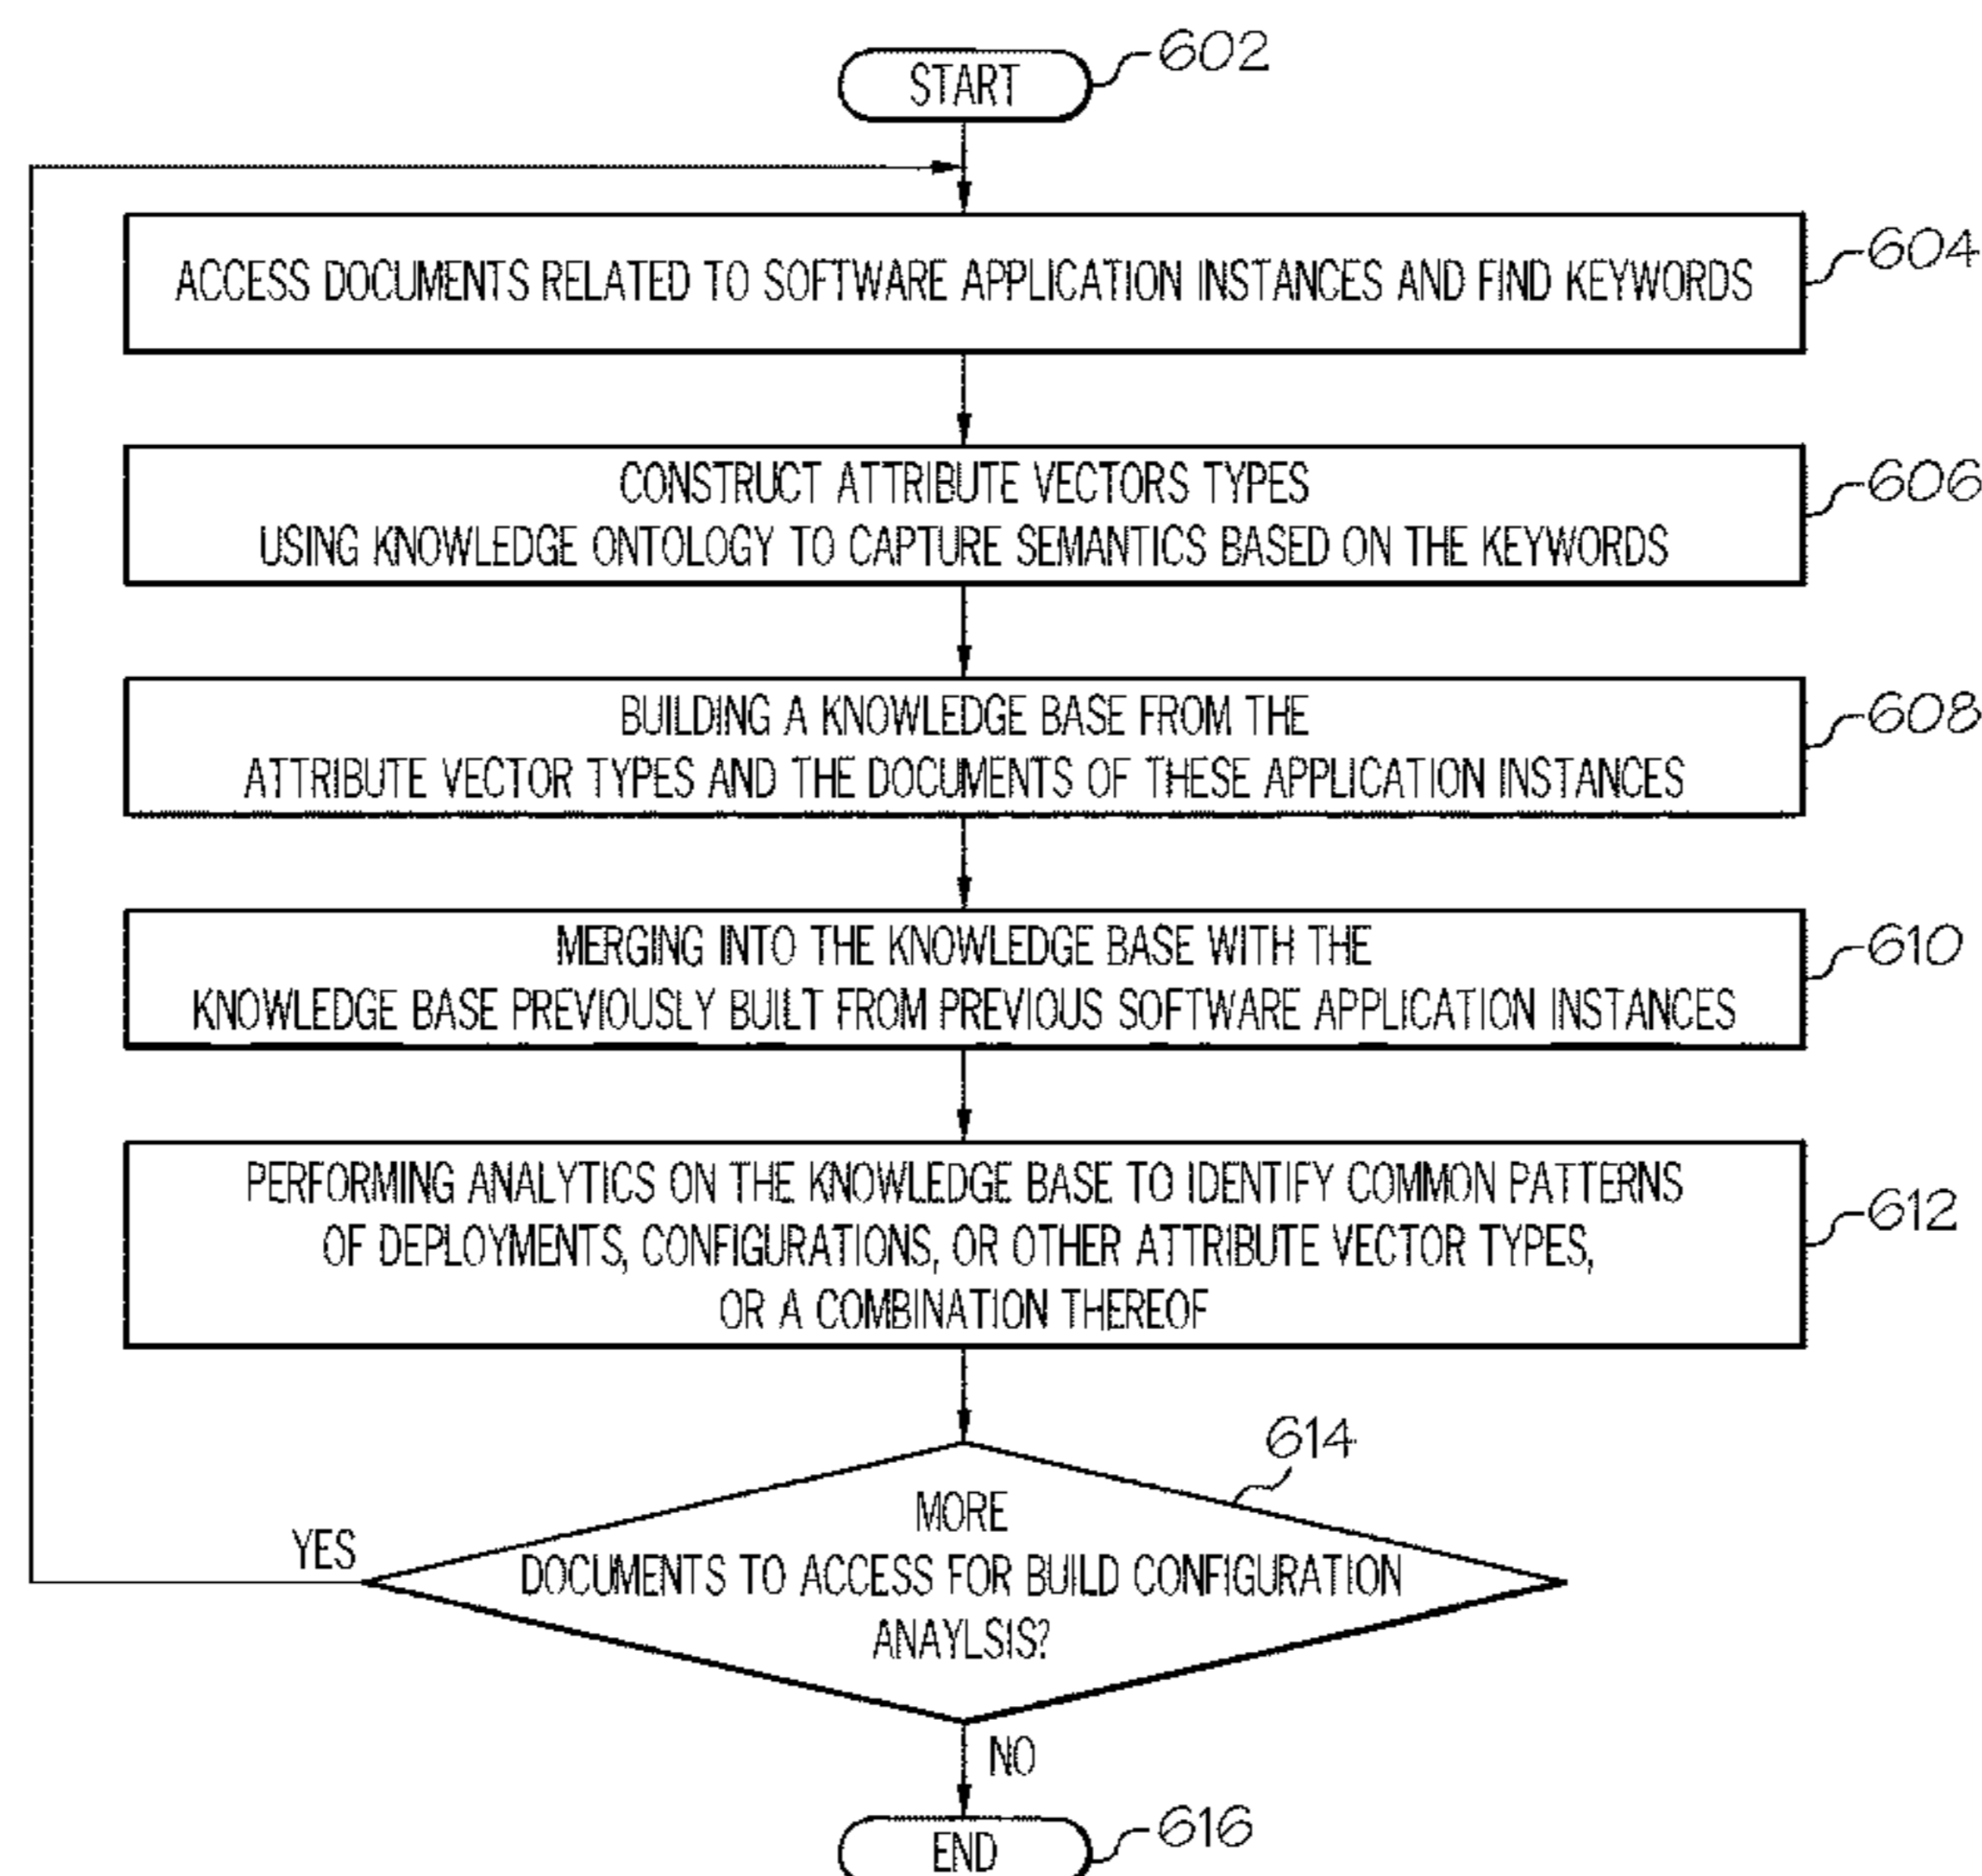 START
602
ACCESS DOCUMENTS RELATED TO SOFTWARE APPLICATION INSTANCES AND FIND KEYWORDS
604
CONSTRUCT ATTRIBUTE VECTORS TYPES
USING KNOWLEDGE ONTOLOGY TO CAPTURE SEMANTICS BASED ON THE KEYWORDS
606
BUILDING A KNOWLEDGE BASE FROM THE
ATTRIBUTE VECTOR TYPES AND THE DOCUMENTS OF THESE APPLICATION INSTANCES
608
MERGING INTO THE KNOWLEDGE BASE WITH THE
KNOWLEDGE BASE PREVIOUSLY BUILT FROM PREVIOUS SOFTWARE APPLICATION INSTANCES
610
PERFORMING ANALYTICS ON THE KNOWLEDGE BASE TO IDENTIFY COMMON PATTERNS
OF DEPLOYMENTS, CONFIGURATIONS, OR OTHER ATTRIBUTE VECTOR TYPES,
OR A COMBINATION THEREOF
612
614
MORE
DOCUMENTS TO ACCESS FOR BUILD CONFIGURATION
ANAYLSIS?
YES
NO
END
616